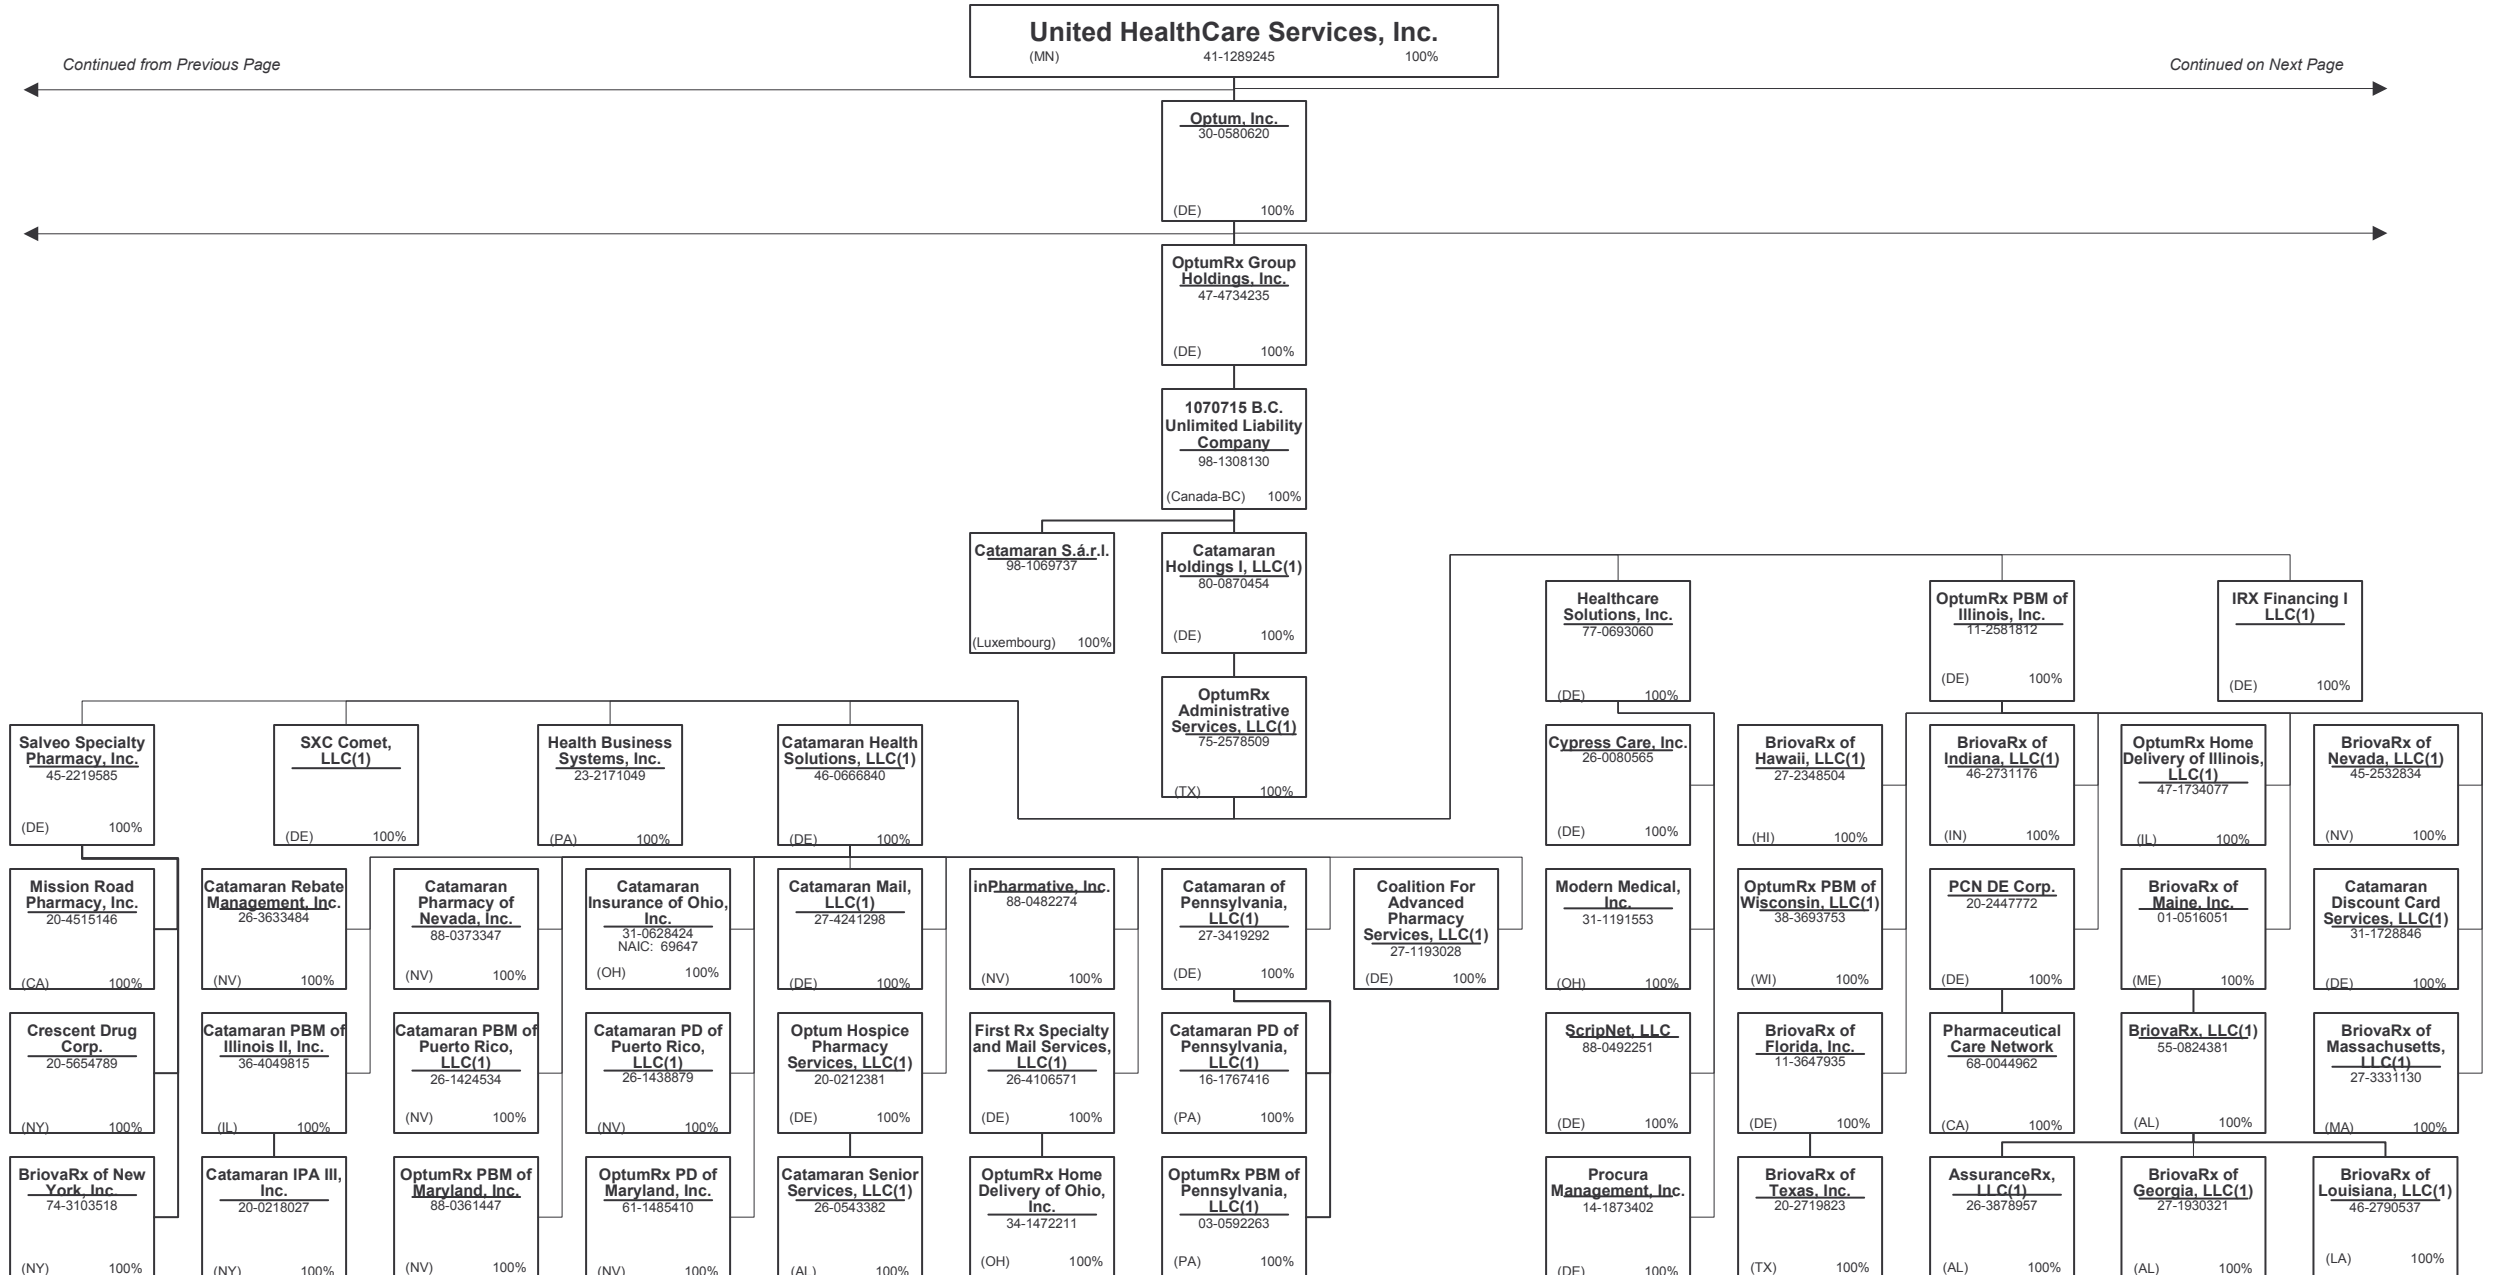 United HealthCare Services, Inc.
(MN) 41-1289245 100%
Continued from Previous Page
Continued on Next Page
Optum, Inc.
30-0580620
(DE) 100%
OptumRx Group
Holdings, Inc.
47-4734235
(DE) 100%
1070715 B.C.
Unlimited Liability
Company
98-1308130
(Canada-BC) 100%
Catamaran S.á.r.l.
98-1069737
(Luxembourg) 100%
Catamaran
Holdings I, LLC(1)
80-0870454
(DE) 100%
Healthcare
Solutions, Inc.
77-0693060
(DE) 100%
OptumRx PBM of
Illinois, Inc.
11-2581812
(DE) 100%
IRX Financing I
LLC(1)
(DE) 100%
OptumRx
Administrative
Services, LLC(1)
75-2578509
(TX) 100%
Salveo Specialty
Pharmacy, Inc.
45-2219585
(DE) 100%
SXC Comet,
LLC(1)
(DE) 100%
Health Business
Systems, Inc.
23-2171049
(PA) 100%
Catamaran Health
Solutions, LLC(1)
46-0666840
(DE) 100%
Cypress Care, Inc.
26-0080565
(DE) 100%
BriovaRx of
Hawaii, LLC(1)
27-2348504
(HI) 100%
BriovaRx of
Indiana, LLC(1)
46-2731176
(IN) 100%
OptumRx Home
Delivery of Illinois,
LLC(1)
47-1734077
(IL) 100%
BriovaRx of
Nevada, LLC(1)
45-2532834
(NV) 100%
Mission Road
Pharmacy, Inc.
20-4515146
(CA) 100%
Catamaran Rebate
Management, Inc.
26-3633484
(NV) 100%
Catamaran
Pharmacy of
Nevada, Inc.
88-0373347
(NV) 100%
Catamaran
Insurance of Ohio,
Inc.
31-0628424
NAIC: 69647
(OH) 100%
Catamaran Mail,
LLC(1)
27-4241298
(DE) 100%
inPharmative, Inc.
88-0482274
(NV) 100%
Catamaran of
Pennsylvania,
LLC(1)
27-3419292
(DE) 100%
Coalition For
Advanced
Pharmacy
Services, LLC(1)
27-1193028
(DE) 100%
Modern Medical,
Inc.
31-1191553
(OH) 100%
OptumRx PBM of
Wisconsin, LLC(1)
38-3693753
(WI) 100%
PCN DE Corp.
20-2447772
(DE) 100%
BriovaRx of
Maine, Inc.
01-0516051
(ME) 100%
Catamaran
Discount Card
Services, LLC(1)
31-1728846
(DE) 100%
Crescent Drug
Corp.
20-5654789
(NY) 100%
Catamaran PBM of
Illinois II, Inc.
36-4049815
(IL) 100%
Catamaran PBM of
Puerto Rico,
LLC(1)
26-1424534
(NV) 100%
Catamaran PD of
Puerto Rico,
LLC(1)
26-1438879
(NV) 100%
Optum Hospice
Pharmacy
Services, LLC(1)
20-0212381
(DE) 100%
First Rx Specialty
and Mail Services,
LLC(1)
26-4106571
(DE) 100%
Catamaran PD of
Pennsylvania,
LLC(1)
16-1767416
(PA) 100%
ScripNet, LLC
88-0492251
(DE) 100%
BriovaRx of
Florida, Inc.
11-3647935
(DE) 100%
Pharmaceutical
Care Network
68-0044962
(CA) 100%
BriovaRx, LLC(1)
55-0824381
(AL) 100%
BriovaRx of
Massachusetts,
LLC(1)
27-3331130
(MA) 100%
BriovaRx of New
York, Inc.
74-3103518
(NY) 100%
Catamaran IPA III,
Inc.
20-0218027
(NY) 100%
OptumRx PBM of
Maryland, Inc.
88-0361447
(NV) 100%
OptumRx PD of
Maryland, Inc.
61-1485410
(NV) 100%
Catamaran Senior
Services, LLC(1)
26-0543382
(AL) 100%
OptumRx Home
Delivery of Ohio,
Inc.
34-1472211
(OH) 100%
OptumRx PBM of
Pennsylvania,
LLC(1)
03-0592263
(PA) 100%
Procura
Management, Inc.
14-1873402
(DE) 100%
BriovaRx of
Texas, Inc.
20-2719823
(TX) 100%
AssuranceRx,
LLC(1)
26-3878957
(AL) 100%
BriovaRx of
Georgia, LLC(1)
27-1930321
(AL) 100%
BriovaRx of
Louisiana, LLC(1)
46-2790537
(LA) 100%